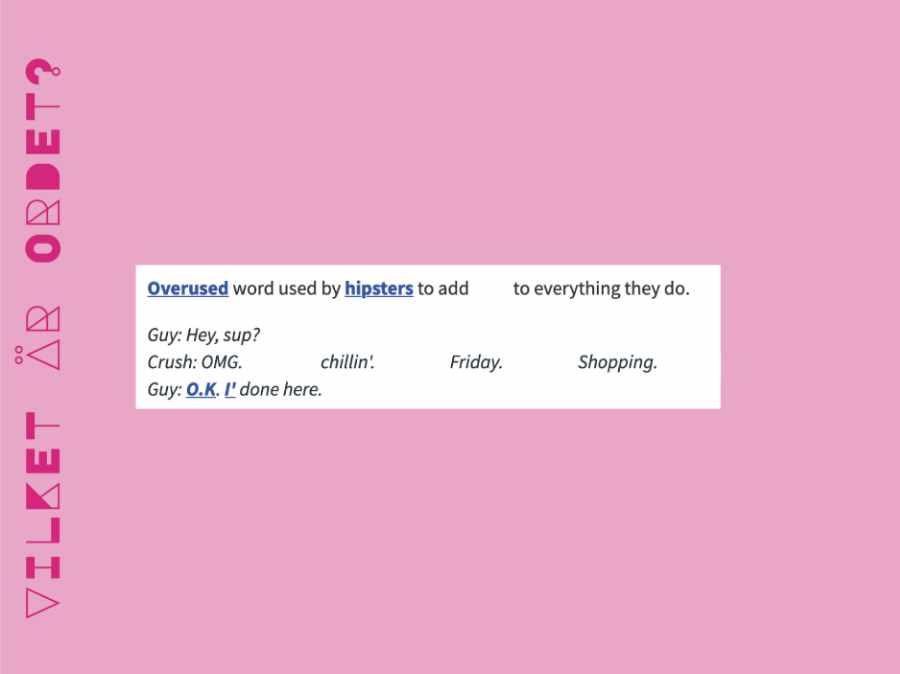 VILKET ÄR ORDET?
Overused word used by hipsters to add to everything they do.
Guy: Hey, sup?
Crush: OMG. chillin'. Friday. Shopping.
Guy: O.K. I' done here.